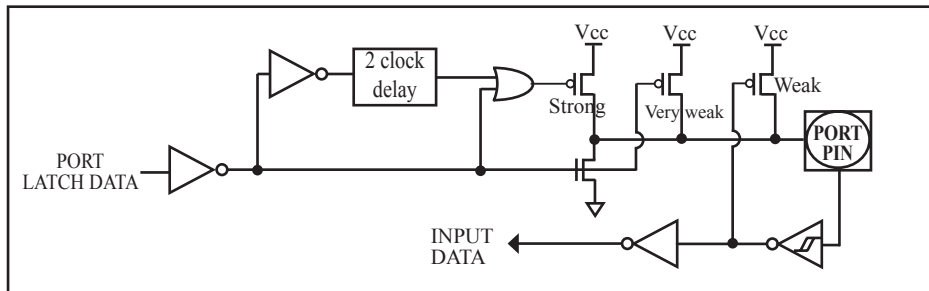 Vcc
Vcc
Vcc
2 clock
delay
Strong
Very weak
Weak
PORT
PIN
PORT
LATCH DATA
INPUT
DATA